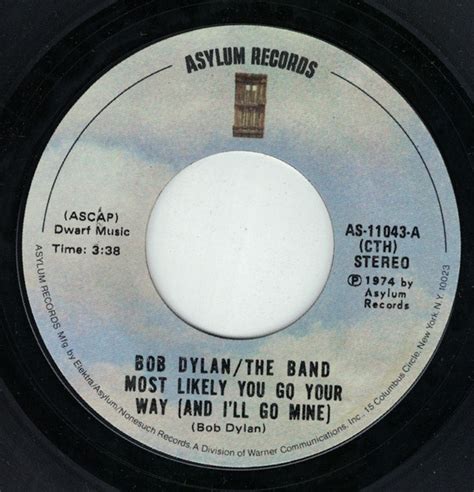 ASYLUM RECORDS
(ASCAP)
Dwarf Music
Time: 3:38
AS-11043-A
(CTH)
STEREO
℗ 1974 by
Asylum
Records
BOB DYLAN/THE BAND
MOST LIKELY YOU GO YOUR
WAY (AND I'LL GO MINE)
(Bob Dylan)
ASYLUM RECORDS Mfg. by Elektra/Asylum/Nonesuch Records, A Division of Warner Communications, Inc., 15 Columbus Circle, New York, N.Y. 10023